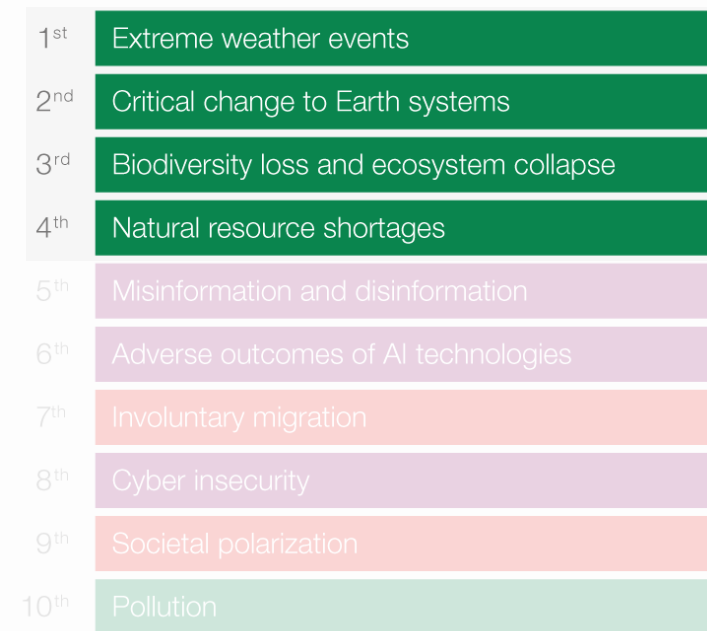 1st Extreme weather events
2nd Critical change to Earth systems
3rd Biodiversity loss and ecosystem collapse
4th Natural resource shortages
5th Misinformation and disinformation
6th Adverse outcomes of AI technologies
7th Involuntary migration
8th Cyber insecurity
9th Societal polarization
10th Pollution